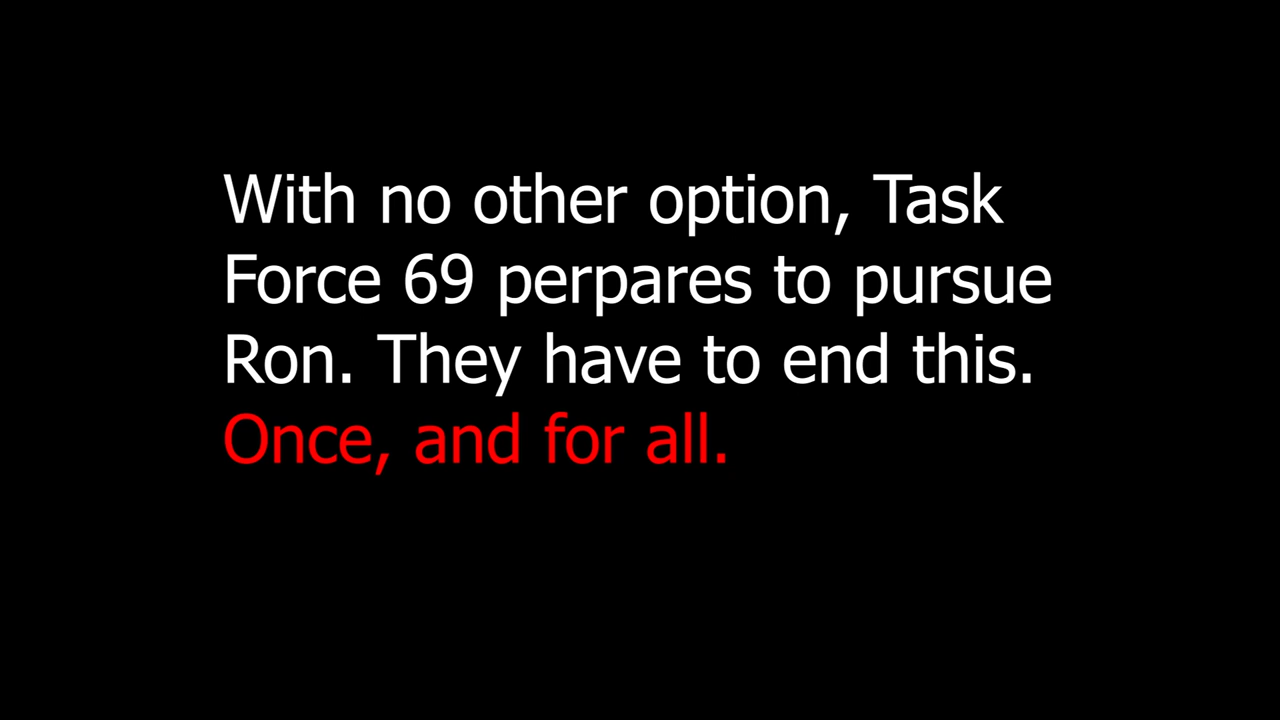 With no other option, Task
Force 69 perpares to pursue
Ron. They have to end this.
Once, and for all.